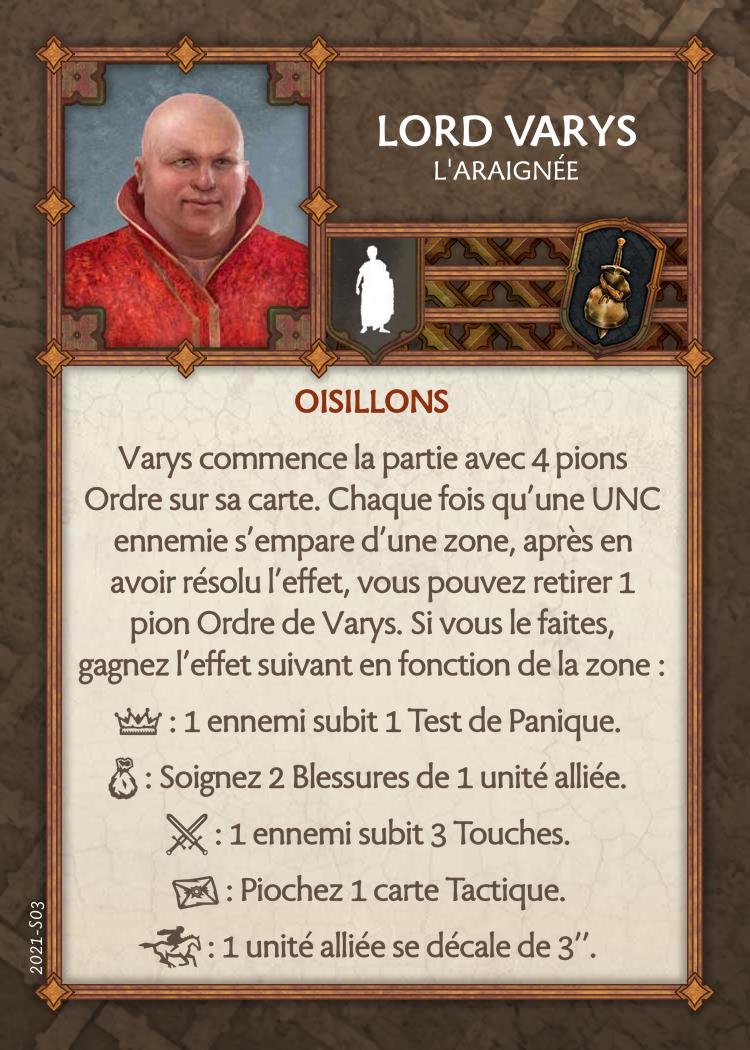 LORD VARYS
L'ARAIGNÉE
OISILLONS
Varys commence la partie avec 4 pions
Ordre sur sa carte. Chaque fois qu’une UNC
ennemie s’empare d’une zone, après en
avoir résolu l’effet, vous pouvez retirer 1
pion Ordre de Varys. Si vous le faites,
gagnez l’effet suivant en fonction de la zone :
: 1 ennemi subit 1 Test de Panique.
: Soignez 2 Blessures de 1 unité alliée.
: 1 ennemi subit 3 Touches.
: Piochez 1 carte Tactique.
: 1 unité alliée se décale de 3’’.
2021-S03